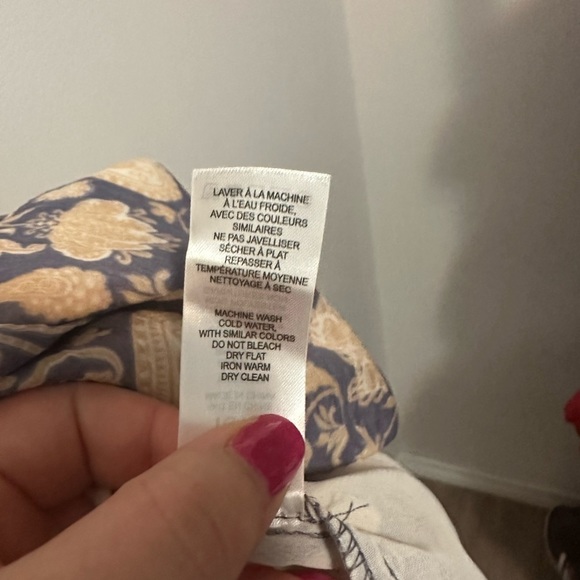 LAVER À LA MACHINE
À L'EAU FROIDE,
AVEC DES COULEURS
SIMILAIRES
NE PAS JAVELLISER
SÉCHER À PLAT
REPASSER À
TEMPÉRATURE MOYENNE
NETTOYAGE À SEC
MACHINE WASH
COLD WATER,
WITH SIMILAR COLORS
DO NOT BLEACH
DRY FLAT
IRON WARM
DRY CLEAN